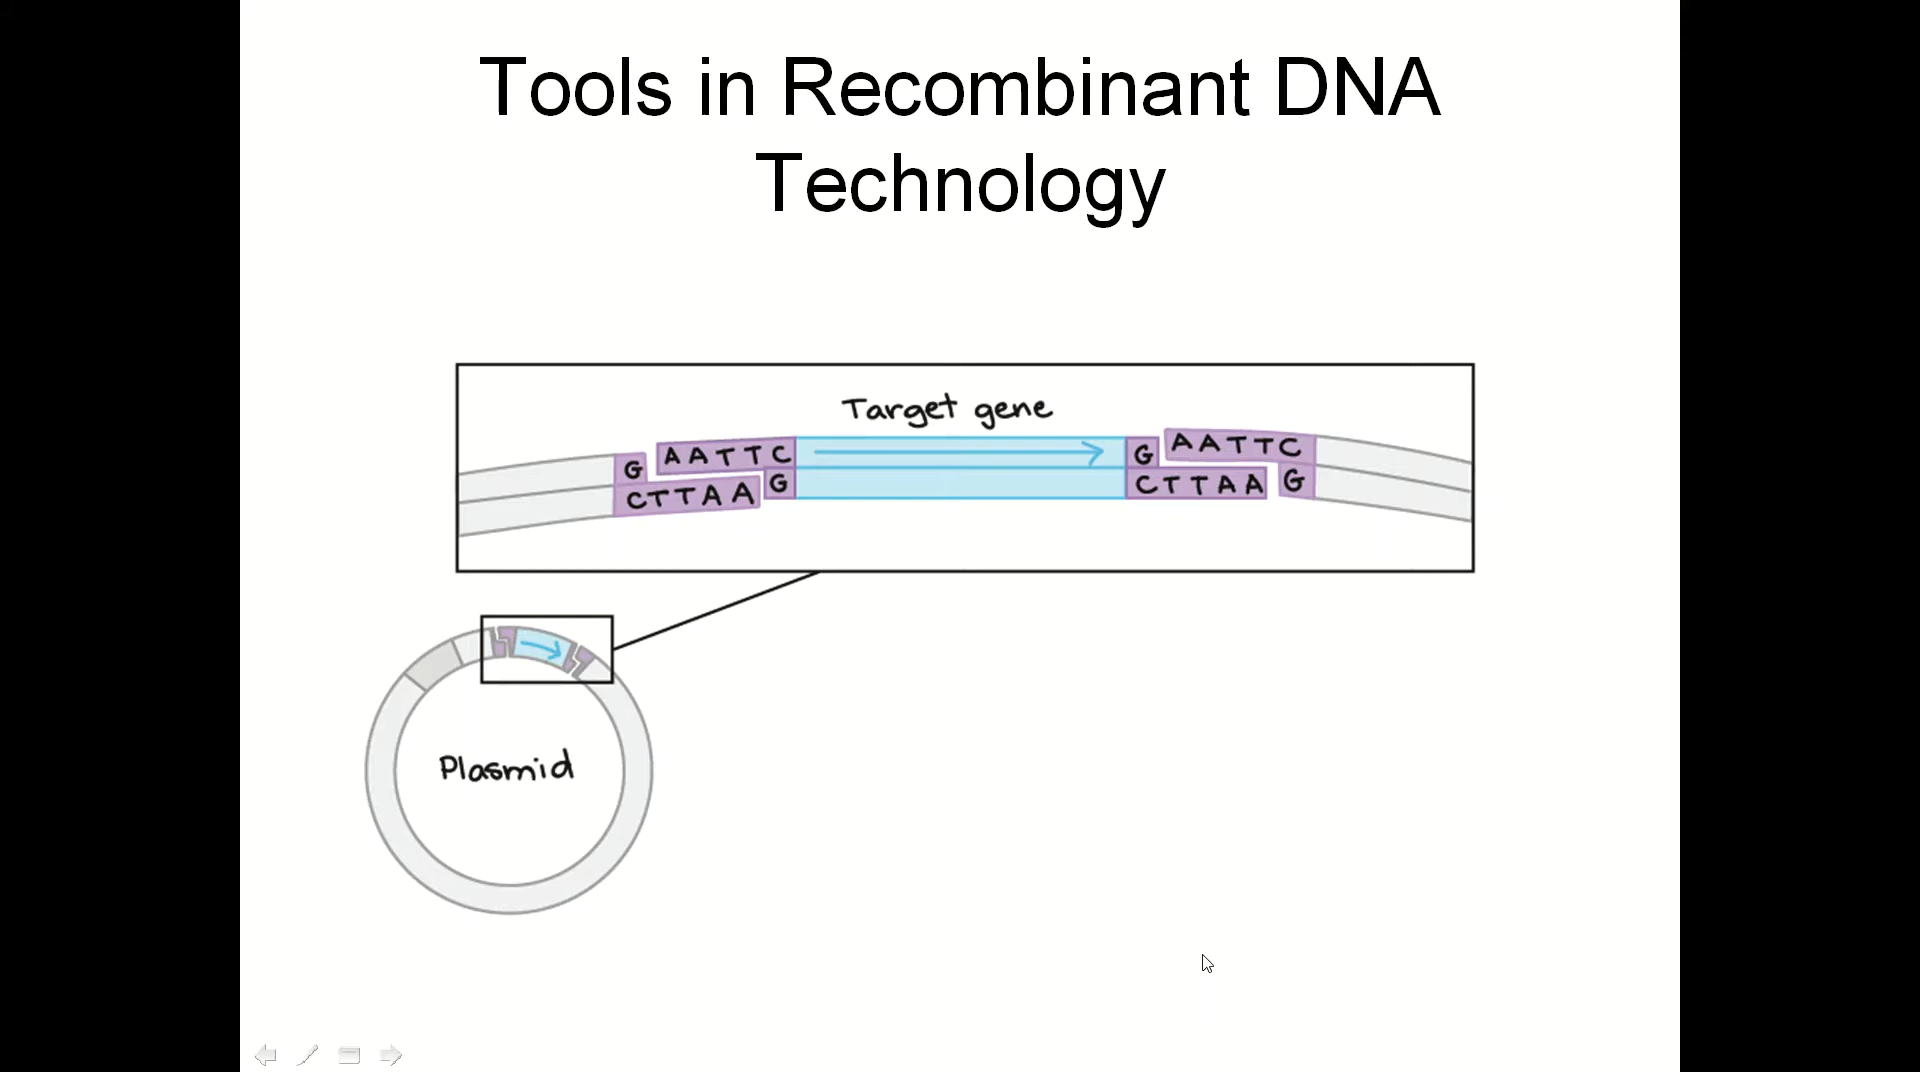 Tools in Recombinant DNA
Technology
Target gene
G AATTC G AATTC
CTTAA G CTTAA G
Plasmid